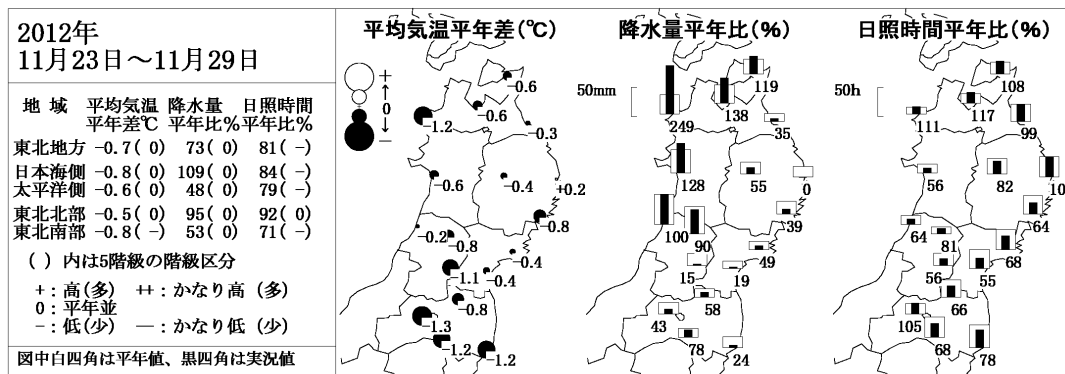 2012年
11月23日～11月29日
地 域 平均気温 降水量 日照時間
平年差℃ 平年比% 平年比%
東北地方 -0.7( 0) 73( 0) 81( -)
日本海側 -0.8( 0) 109( 0) 84( -)
太平洋側 -0.6( 0) 48( 0) 79( -)
東北北部 -0.5( 0) 95( 0) 92( 0)
東北南部 -0.8( -) 53( 0) 71( -)
( ) 内は5階級の階級区分
+：高(多) ++：かなり高 (多)
0：平年並
-：低(少) --：かなり低 (少)
図中白四角は平年値、黒四角は実況値
平均気温平年差(℃)
+
0
-
-0.6
-0.6
-1.2
-0.3
-0.6
-0.4
+0.2
-0.8
-0.2
-0.8
-0.4
-1.1
-0.4
-0.8
-1.3
-1.2
-1.2
降水量平年比(%)
50mm
119
249
138
35
128
55
0
39
100
90
49
15
19
58
43
78
24
日照時間平年比(%)
50h
108
111
117
99
56
82
10
64
64
81
68
56
55
66
105
68
78